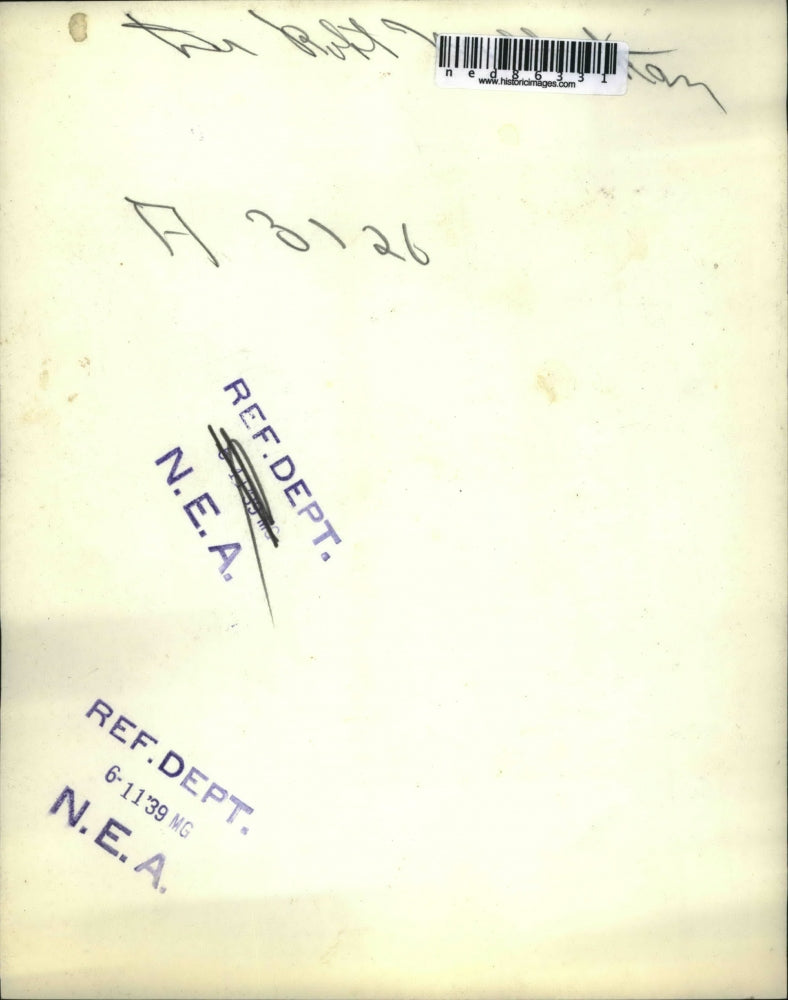 ned86331
www.historicimages.com
A 3126
REF. DEPT.
N.E.A.
REF. DEPT.
6-11'39 MG
N.E.A.